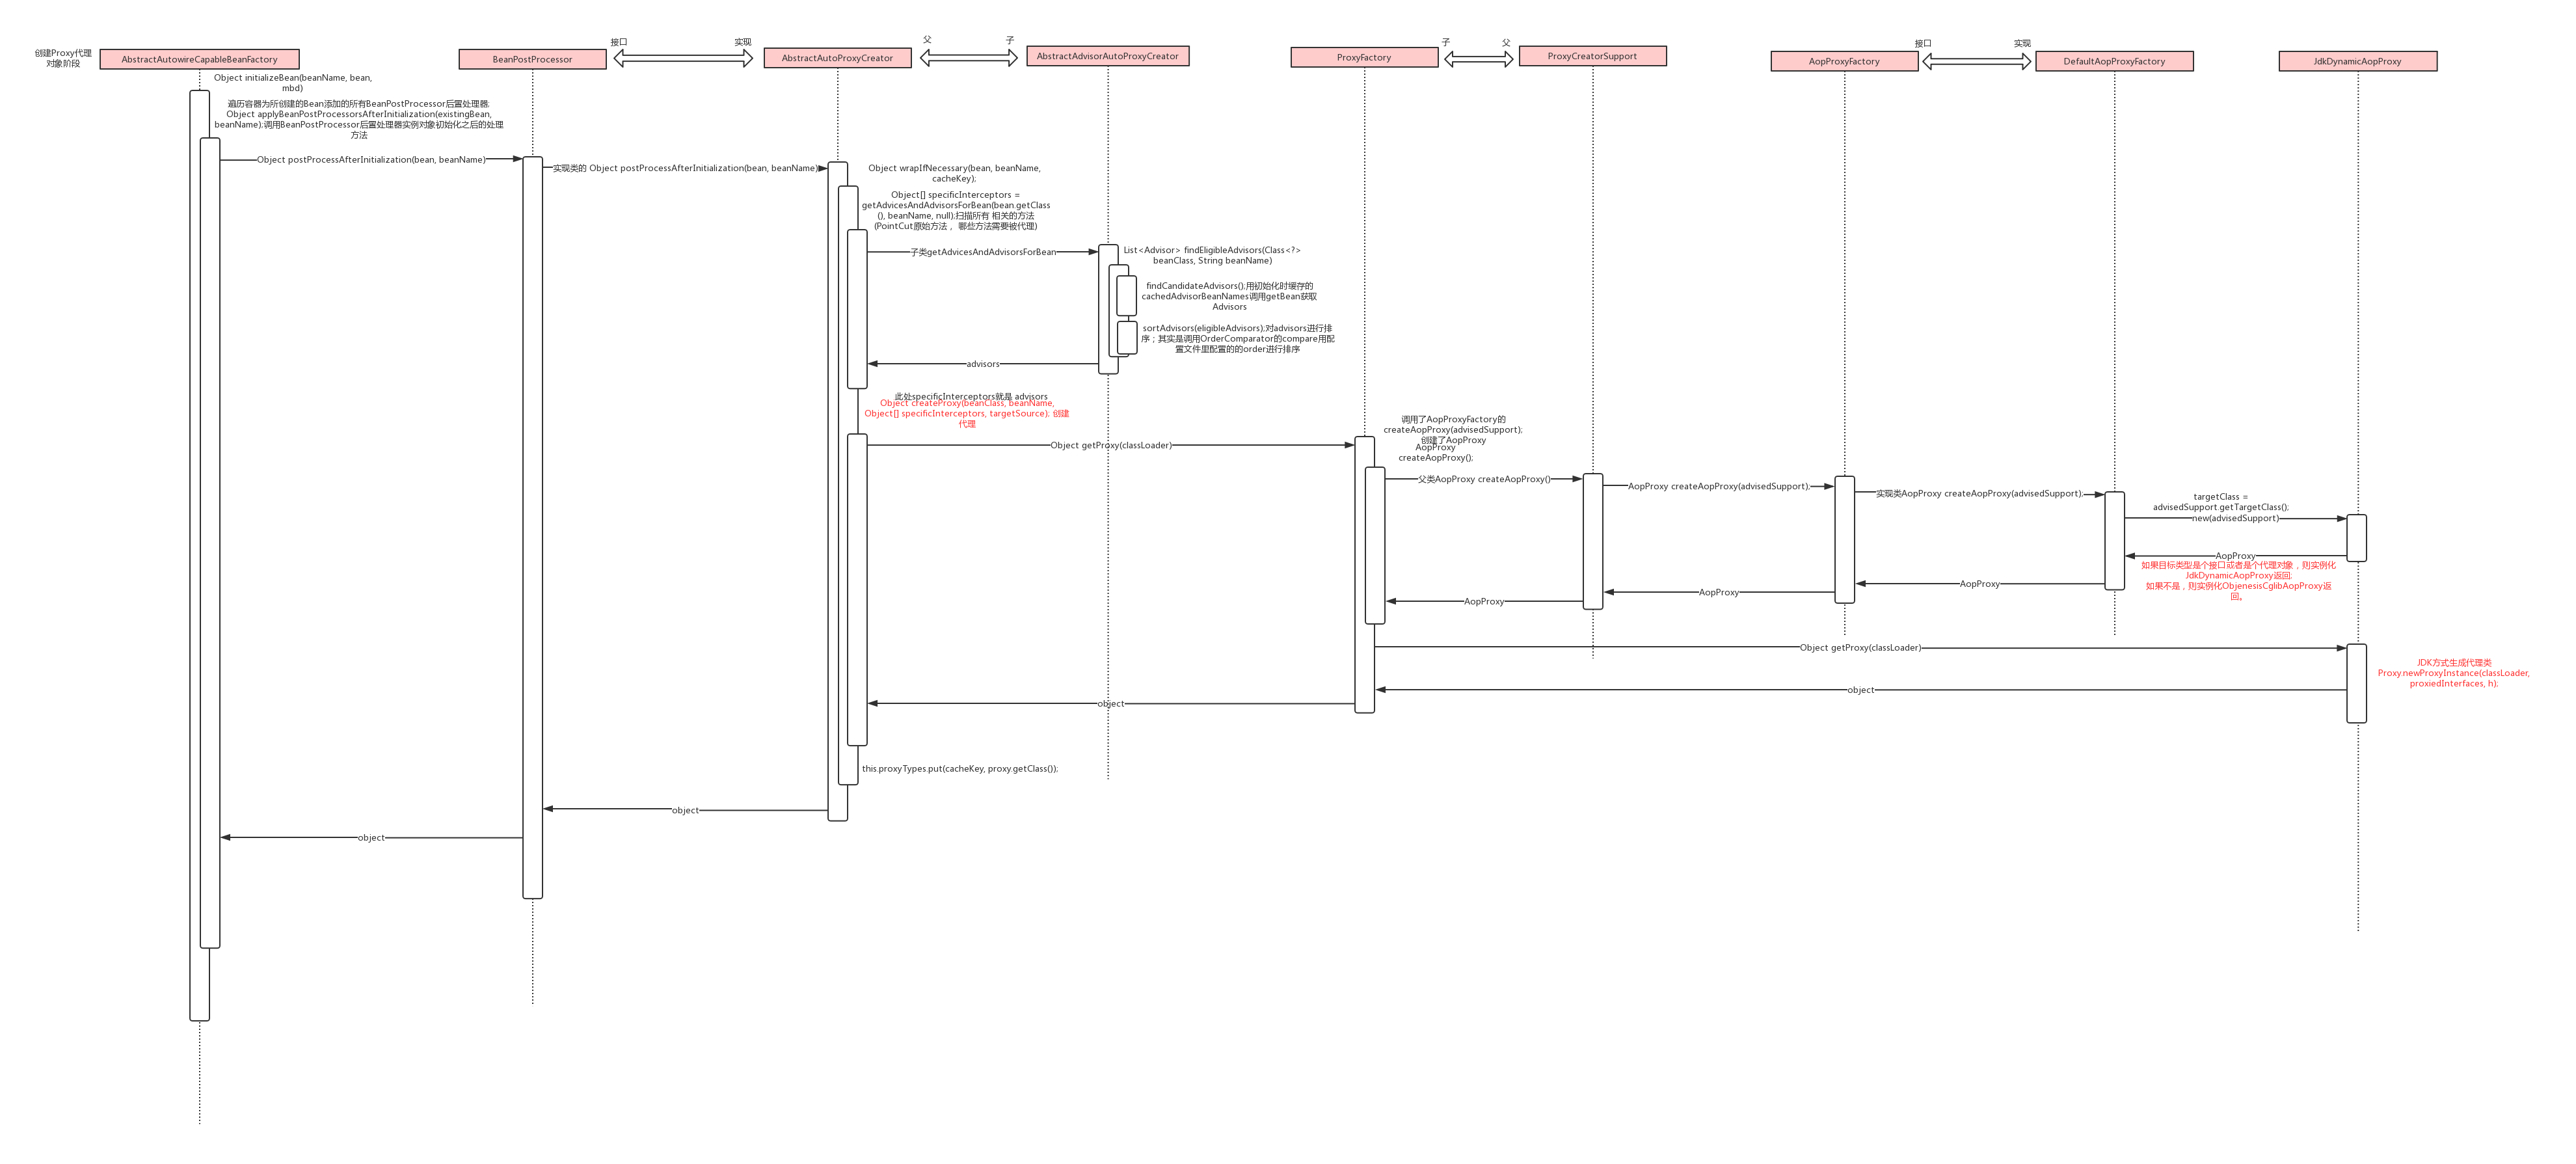 创建Proxy代理
对象阶段
AbstractAutowireCapableBeanFactory
BeanPostProcessor
接口
实现
AbstractAutoProxyCreator
父
子
AbstractAdvisorAutoProxyCreator
ProxyFactory
子
父
ProxyCreatorSupport
AopProxyFactory
接口
实现
DefaultAopProxyFactory
JdkDynamicAopProxy
Object initializeBean(beanName, bean,
mbd)
遍历容器为所创建的Bean添加的所有BeanPostProcessor后置处理器;
Object applyBeanPostProcessorsAfterInitialization(existingBean,
beanName);调用BeanPostProcessor后置处理器实例对象初始化之后的处理
方法
Object postProcessAfterInitialization(bean, beanName)
实现类的 Object postProcessAfterInitialization(bean, beanName)
Object wrapIfNecessary(bean, beanName,
cacheKey);
Object[] specificInterceptors =
getAdvicesAndAdvisorsForBean(bean.getClass
(), beanName, null);扫描所有 相关的方法
(PointCut原始方法，哪些方法需要被代理)
子类getAdvicesAndAdvisorsForBean
List<Advisor> findEligibleAdvisors(Class<?>
beanClass, String beanName)
findCandidateAdvisors();用初始化时缓存的
cachedAdvisorBeanNames调用getBean获取
Advisors
sortAdvisors(eligibleAdvisors);对advisors进行排
序；其实是调用OrderComparator的compare用配
置文件里配置的的order进行排序
advisors
此处specificInterceptors就是 advisors
Object createProxy(beanClass, beanName,
Object[] specificInterceptors, targetSource); 创建
代理
Object getProxy(classLoader)
调用了AopProxyFactory的
createAopProxy(advisedSupport);
创建了AopProxy
AopProxy
createAopProxy();
父类AopProxy createAopProxy()
AopProxy createAopProxy(advisedSupport);
实现类AopProxy createAopProxy(advisedSupport);
targetClass =
advisedSupport.getTargetClass();
new(advisedSupport)
AopProxy
如果目标类型是个接口或者是个代理对象，则实例化
JdkDynamicAopProxy返回;
如果不是，则实例化ObjenesisCglibAopProxy返
回。
AopProxy
AopProxy
AopProxy
Object getProxy(classLoader)
JDK方式生成代理类
Proxy.newProxyInstance(classLoader,
proxiedInterfaces, h);
object
object
this.proxyTypes.put(cacheKey, proxy.getClass());
object
object